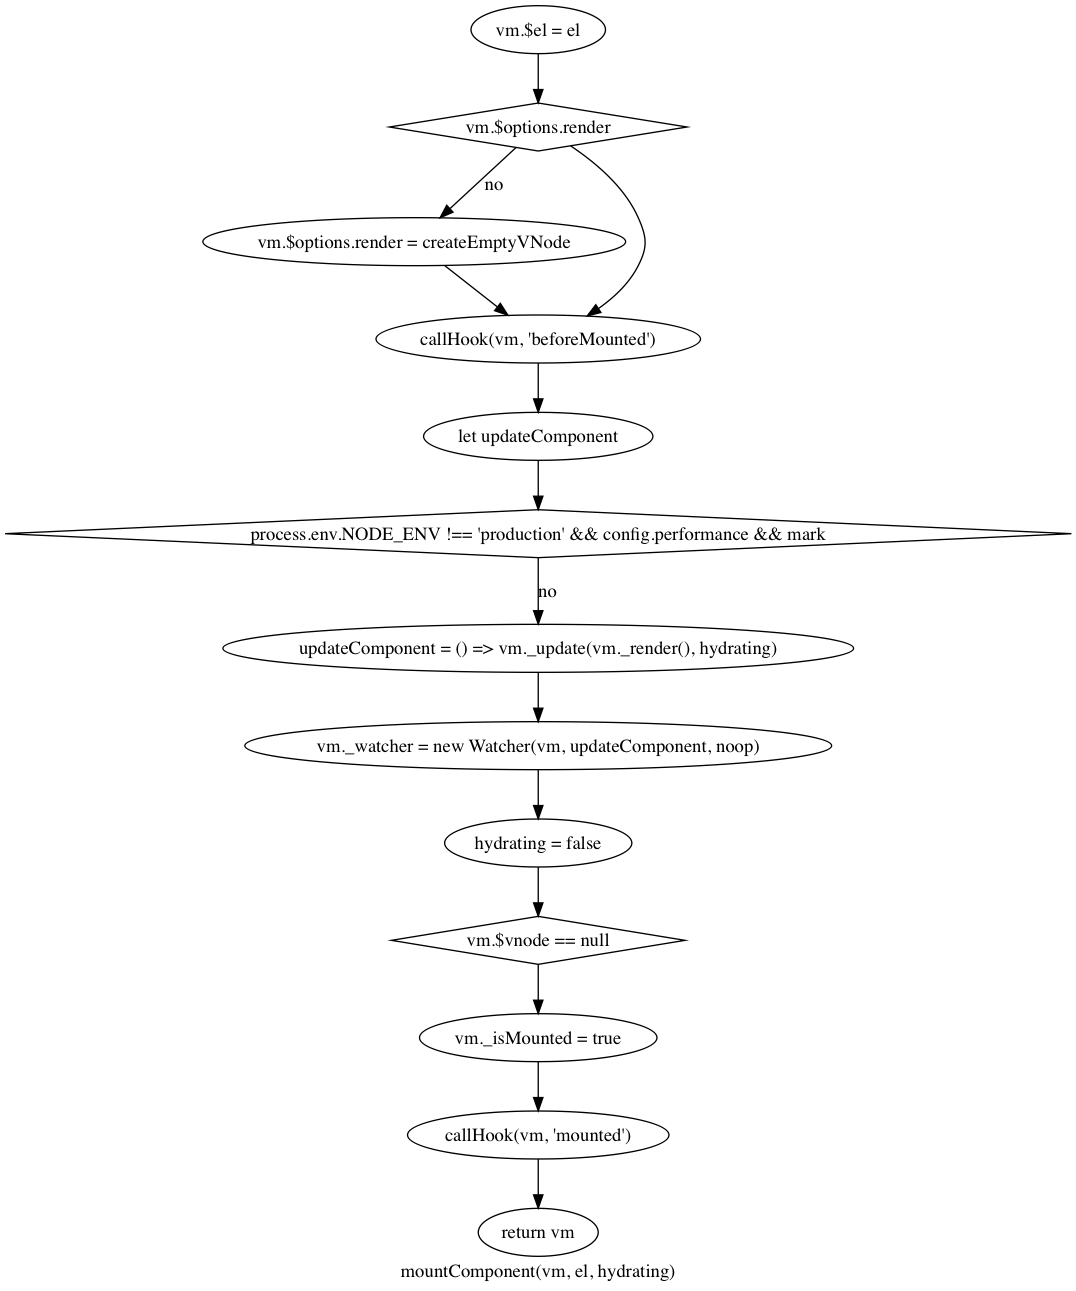 vm.$el = el
vm.$options.render
no
vm.$options.render = createEmptyVNode
callHook(vm, 'beforeMounted')
let updateComponent
process.env.NODE_ENV !== 'production' && config.performance && mark
no
updateComponent = () => vm._update(vm._render(), hydrating)
vm._watcher = new Watcher(vm, updateComponent, noop)
hydrating = false
vm.$vnode == null
vm._isMounted = true
callHook(vm, 'mounted')
return vm
mountComponent(vm, el, hydrating)